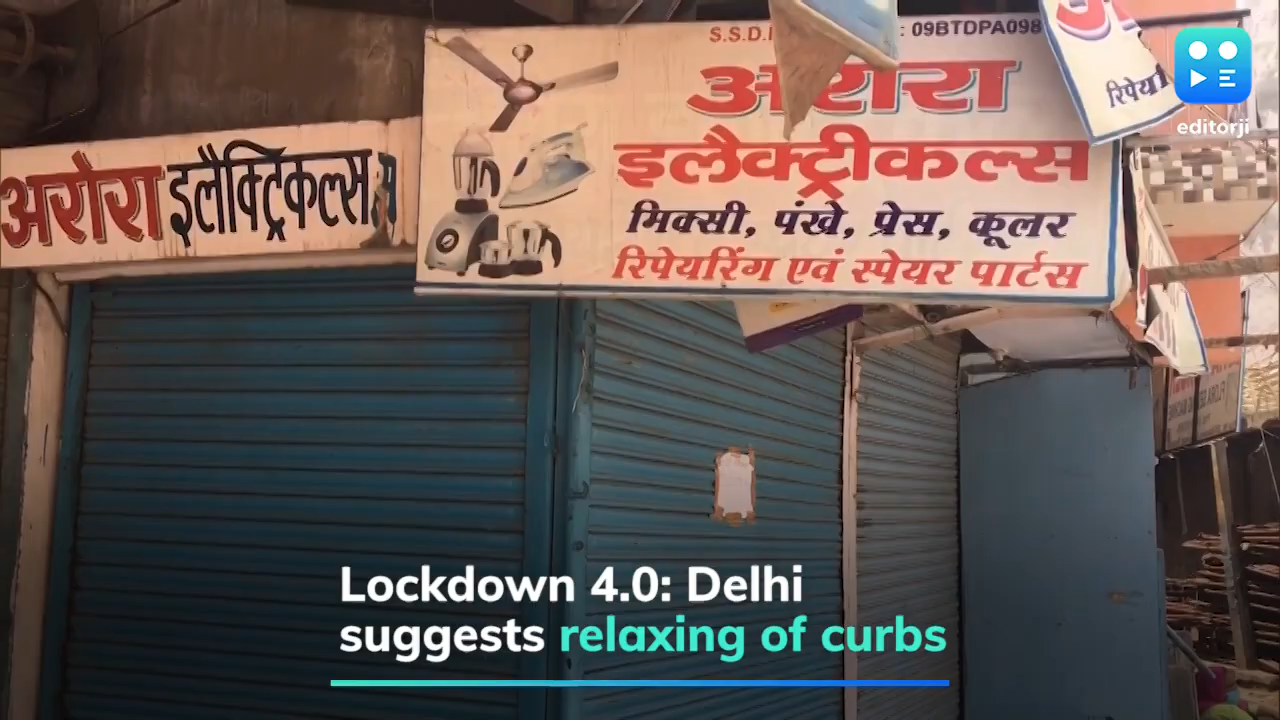 S.S.D.
: 09BTDPA098
अरोरा
इलैक्ट्रीकल्स
मिक्सी, पंखे, प्रेस, कूलर
रिपेयरिंग एवं स्पेयर पार्टस
अरोरा इलैक्ट्रिकल्स
editorji
Lockdown 4.0: Delhi
suggests relaxing of curbs